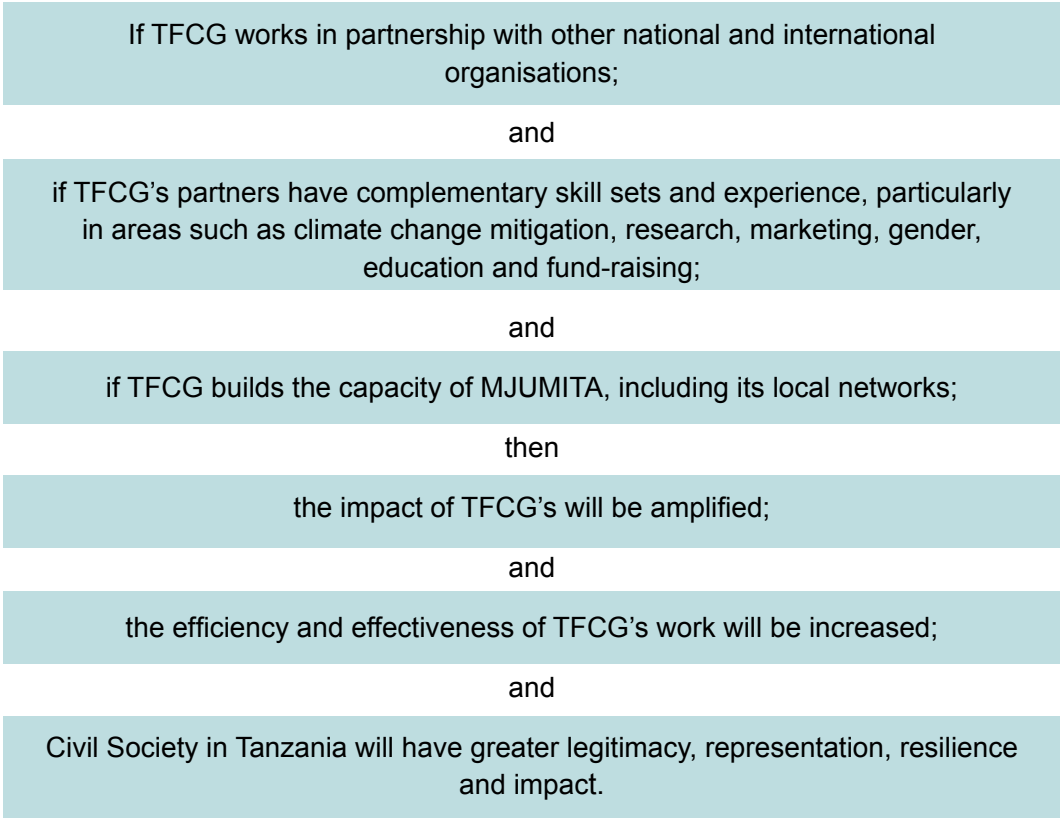 If TFCG works in partnership with other national and international
organisations;
and
if TFCG’s partners have complementary skill sets and experience, particularly
in areas such as climate change mitigation, research, marketing, gender,
education and fund-raising;
and
if TFCG builds the capacity of MJUMITA, including its local networks;
then
the impact of TFCG’s will be amplified;
and
the efficiency and effectiveness of TFCG’s work will be increased;
and
Civil Society in Tanzania will have greater legitimacy, representation, resilience
and impact.